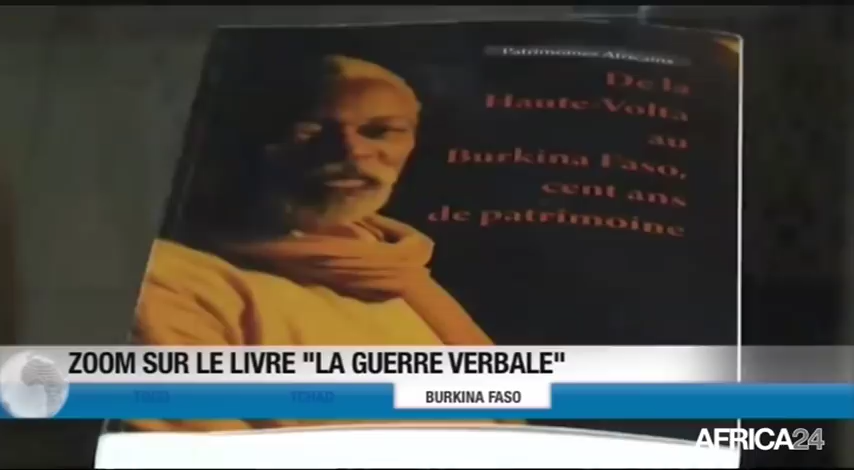 Patrimoines Africains
De la
Haute-Volta
au
Burkina Faso,
cent ans
de patrimoine
ZOOM SUR LE LIVRE "LA GUERRE VERBALE"
TOGO TCHAD BURKINA FASO
AFRICA24